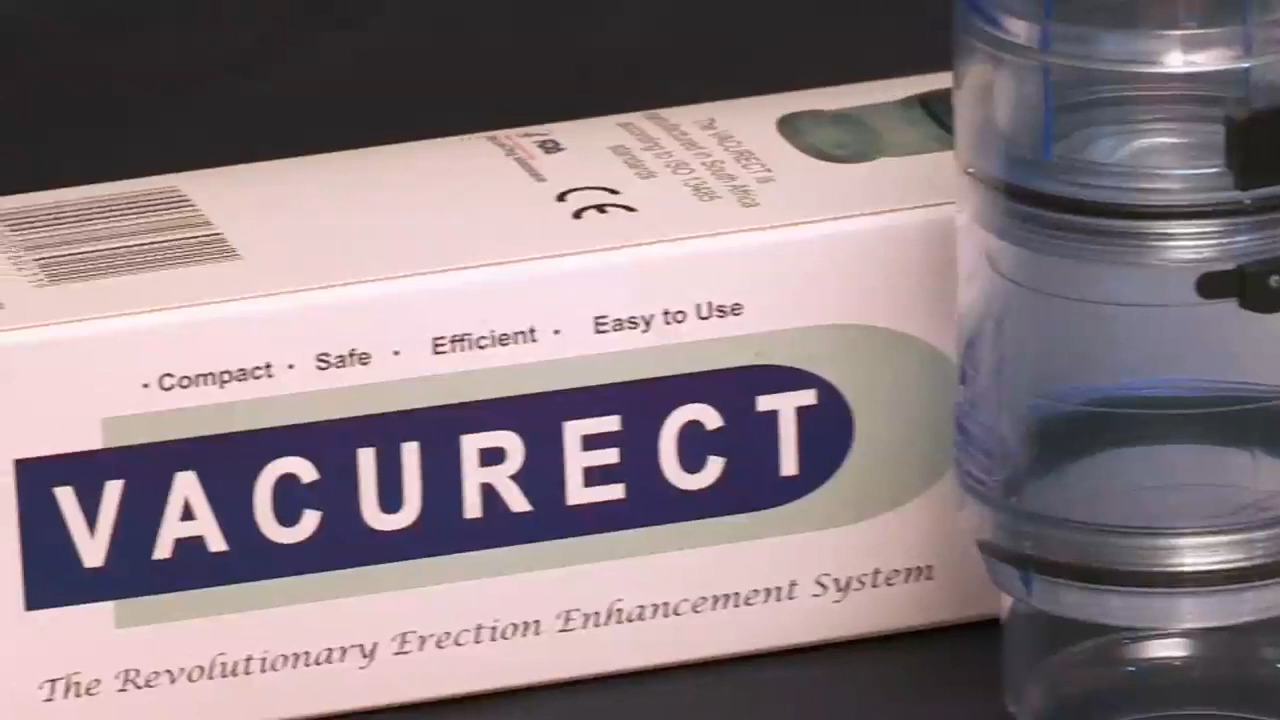 FDA
CE
The VACURECT is
manufactured in South Africa
according to ISO 13485
standards
· Compact · Safe · Efficient · Easy to Use
VACURECT
The Revolutionary Erection Enhancement System